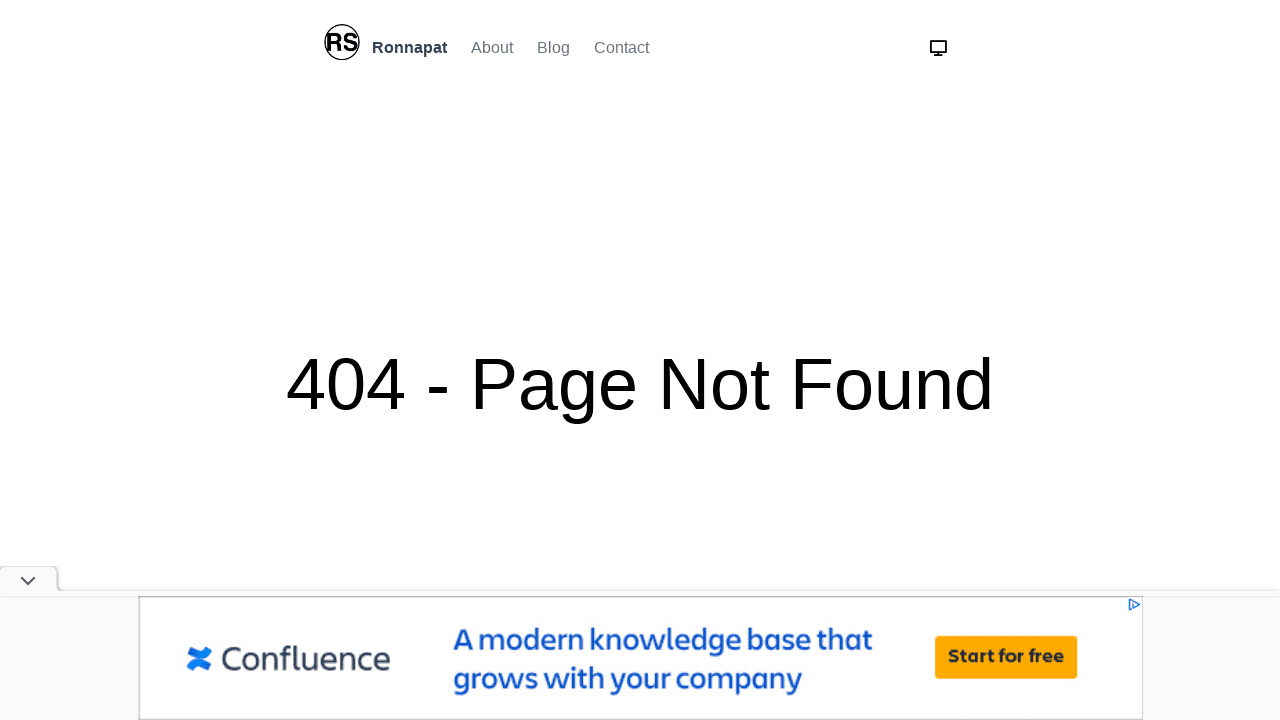 RS Ronnapat About Blog Contact
404 - Page Not Found
Confluence
A modern knowledge base that
grows with your company
Start for free